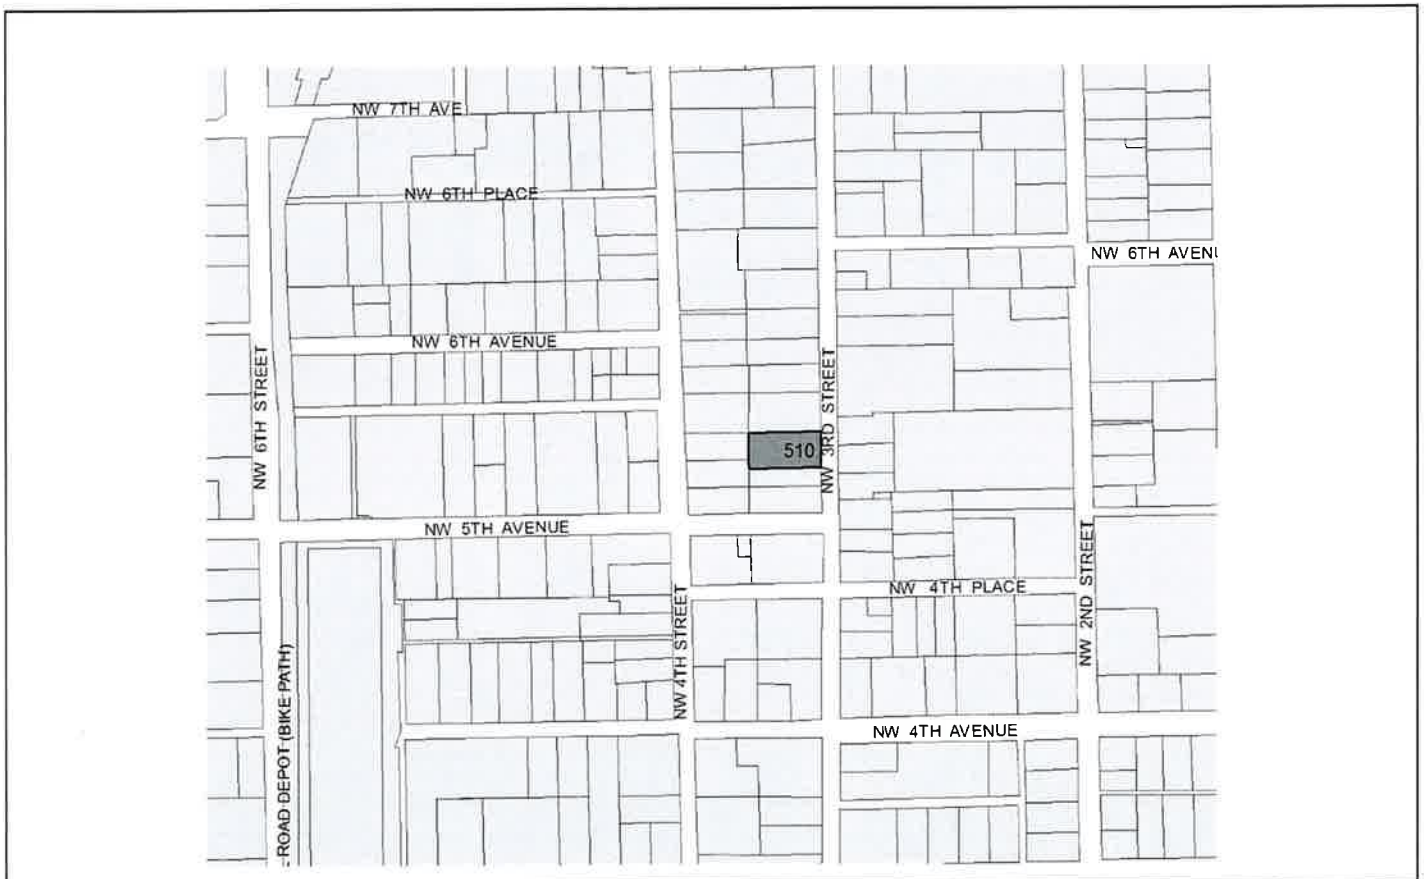 NW 7TH AVE
NW 6TH PLACE
NW 6TH AVENU
NW 6TH AVENUE
NW 6TH STREET
NW 3RD STREET
510
NW 5TH AVENUE
NW 2ND STREET
NW 4TH PLACE
NW 4TH STREET
- ROAD DEPOT (BIKE PATH)
NW 4TH AVENUE